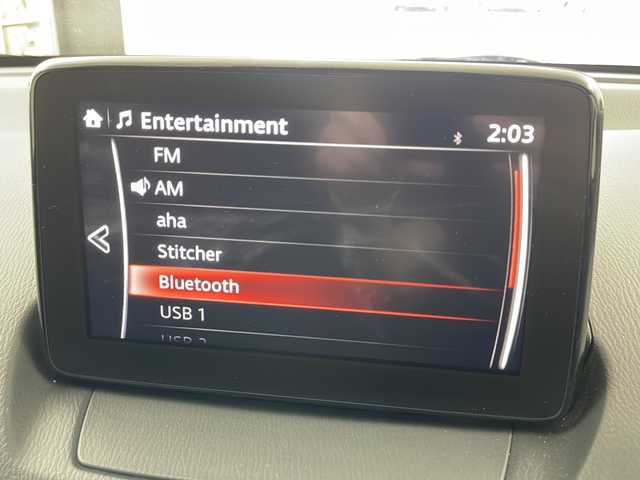 Entertainment
2:03
FM
AM
aha
Stitcher
Bluetooth
USB 1